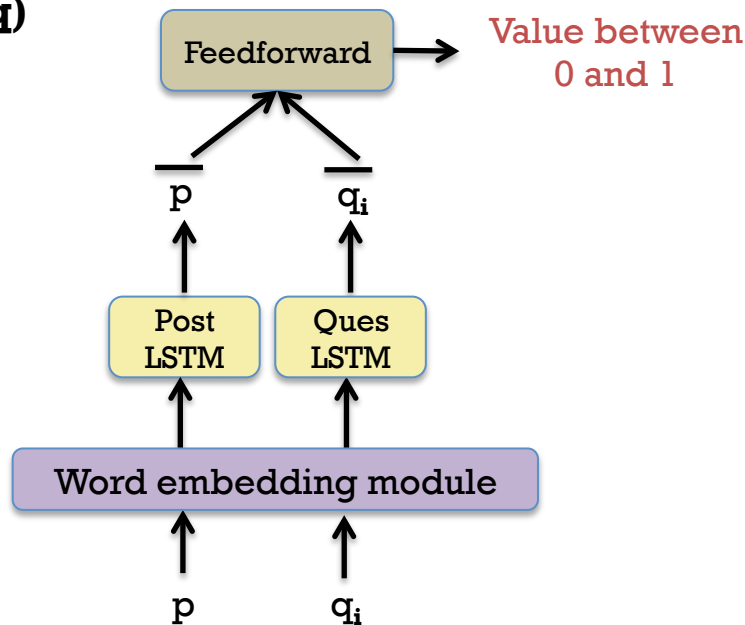 q)
Feedforward
Value between
0 and 1
p
qi
Post
LSTM
Ques
LSTM
Word embedding module
p
qi